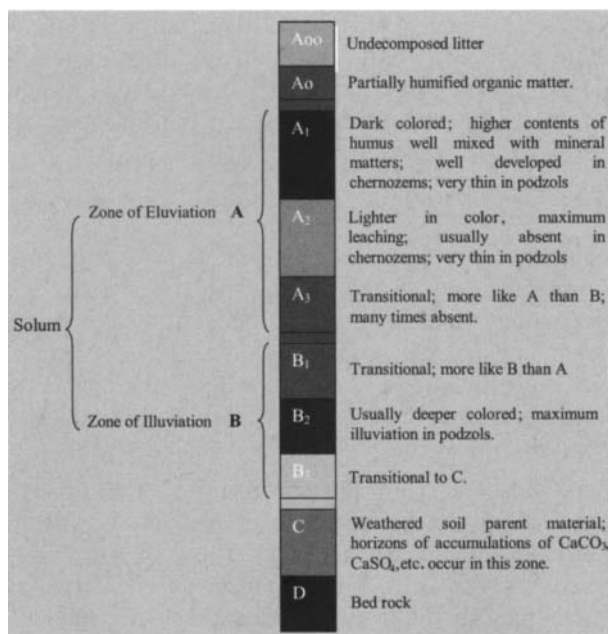 Aoo
Undecomposed litter
Ao
Partially humified organic matter.
A1
Dark colored; higher contents of
humus well mixed with mineral
matters; well developed in
chernozems; very thin in podzols
Zone of Eluviation A
A2
Lighter in color, maximum
leaching; usually absent in
chernozems; very thin in podzols
A3
Transitional; more like A than B;
many times absent.
Solum
B1
Transitional; more like B than A
Zone of Illuviation B
B2
Usually deeper colored; maximum
illuviation in podzols.
B3
Transitional to C.
C
Weathered soil parent material;
horizons of accumulations of CaCO3,
CaSO4,etc. occur in this zone.
D
Bed rock